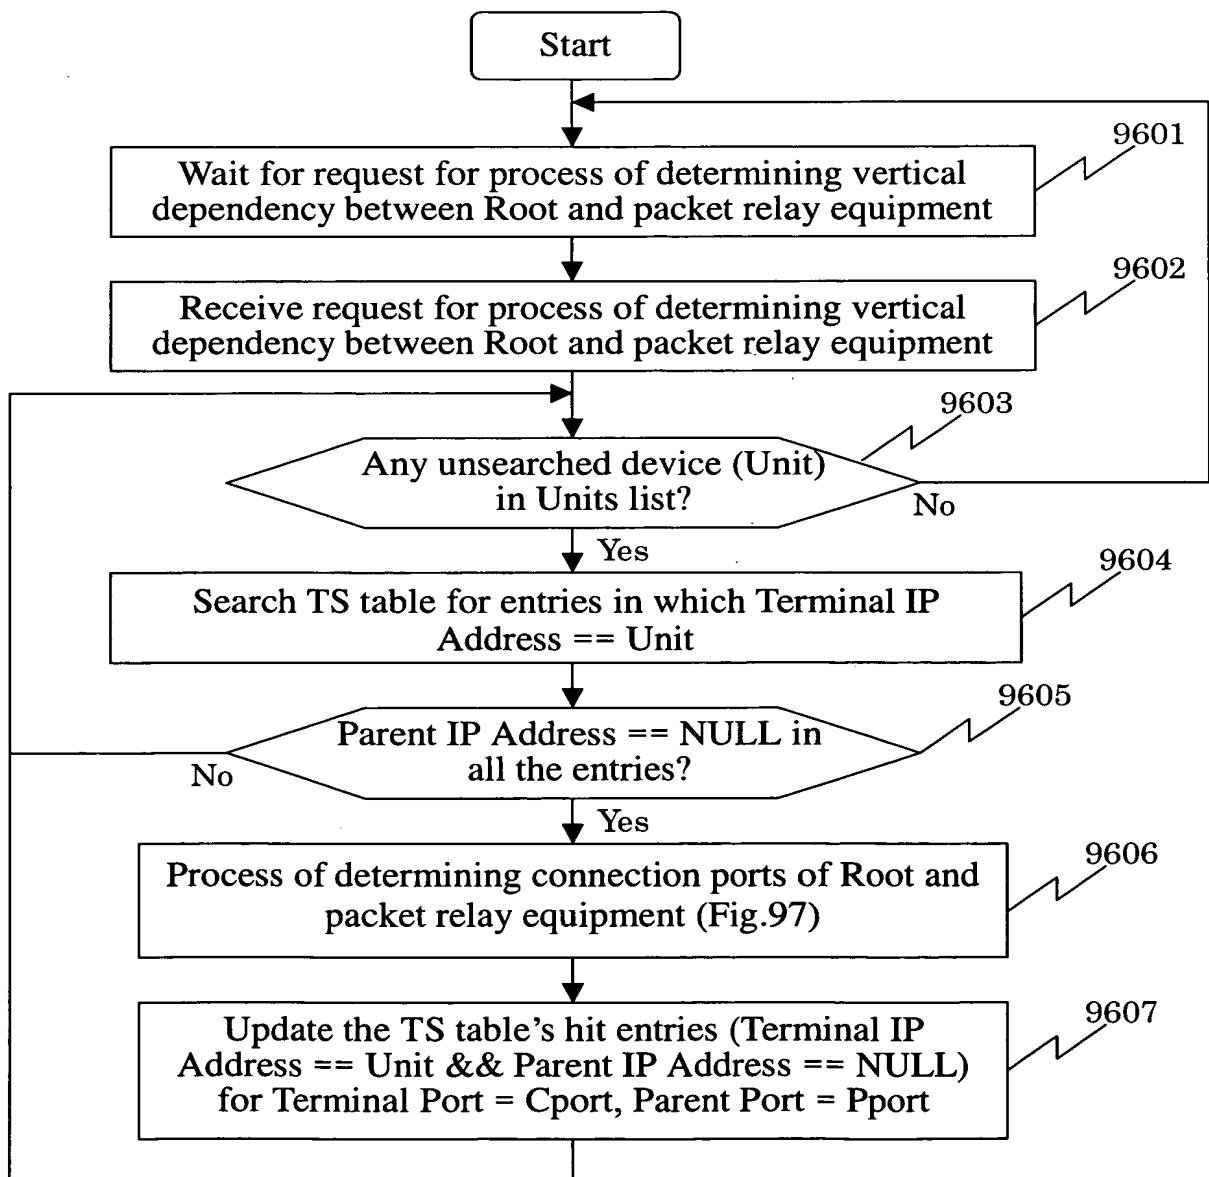 Start
9601
Wait for request for process of determining vertical
dependency between Root and packet relay equipment
9602
Receive request for process of determining vertical
dependency between Root and packet relay equipment
9603
Any unsearched device (Unit)
in Units list?
No
Yes
9604
Search TS table for entries in which Terminal IP
Address == Unit
9605
Parent IP Address == NULL in
all the entries?
No
Yes
9606
Process of determining connection ports of Root and
packet relay equipment (Fig.97)
9607
Update the TS table's hit entries (Terminal IP
Address == Unit && Parent IP Address == NULL)
for Terminal Port = Cport, Parent Port = Pport